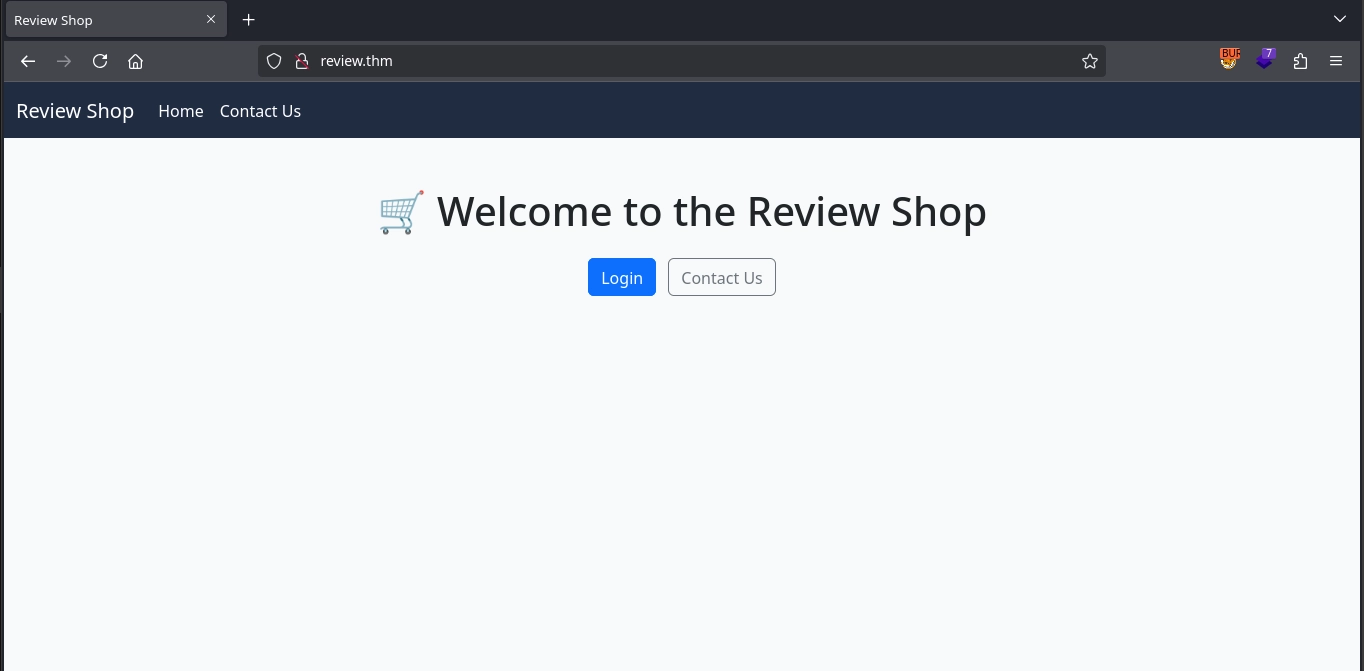 Review Shop
review.thm
BUR
7
Review Shop Home Contact Us
🛒 Welcome to the Review Shop
Login Contact Us